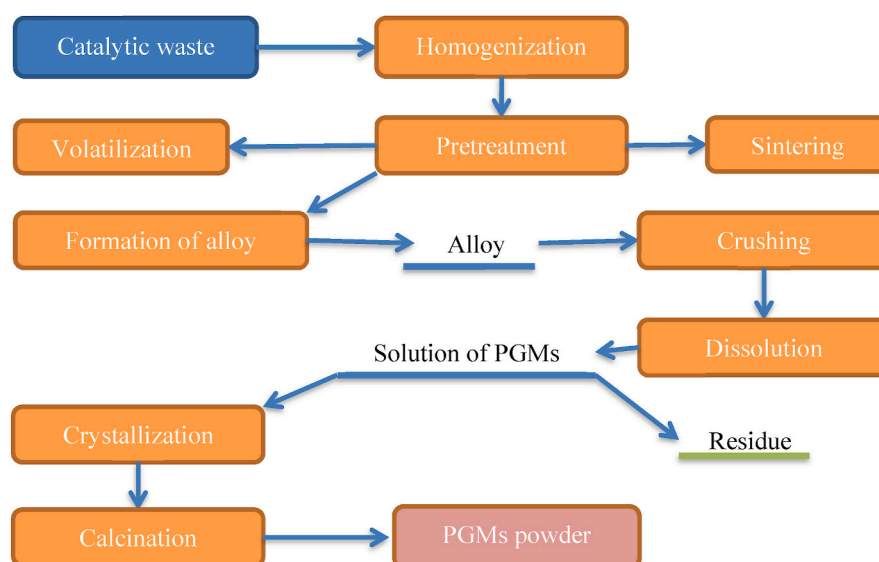 Catalytic waste
Homogenization
Volatilization
Pretreatment
Sintering
Formation of alloy
Alloy
Crushing
Solution of PGMs
Dissolution
Crystallization
Residue
Calcination
PGMs powder